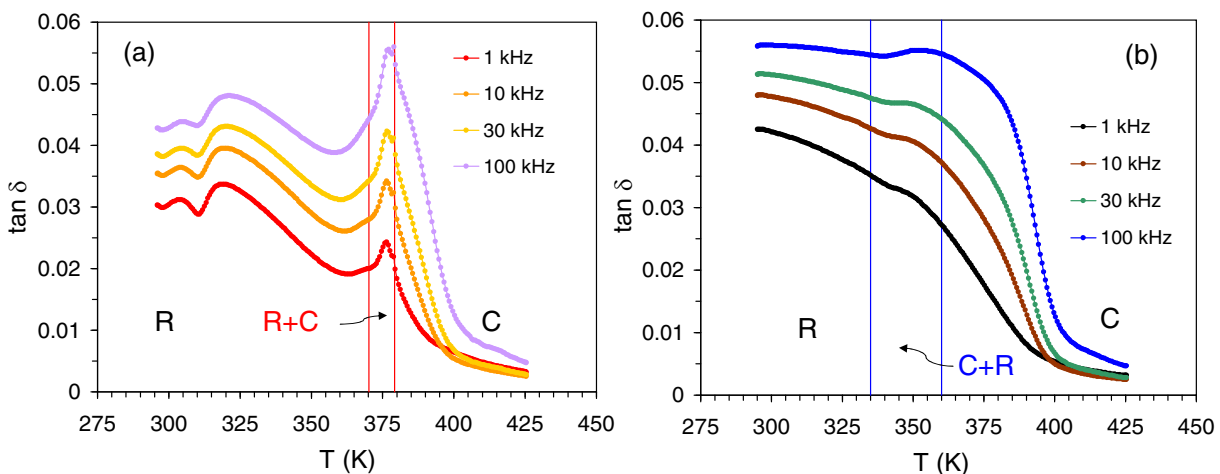 (a)
tan δ
0.06
0.05
0.04
0.03
0.02
0.01
0
1 kHz
10 kHz
30 kHz
100 kHz
R
R+C
C
275 300 325 350 375 400 425 450
T (K)
(b)
tan δ
0.06
0.05
0.04
0.03
0.02
0.01
0
1 kHz
10 kHz
30 kHz
100 kHz
R
C+R
C
275 300 325 350 375 400 425 450
T (K)